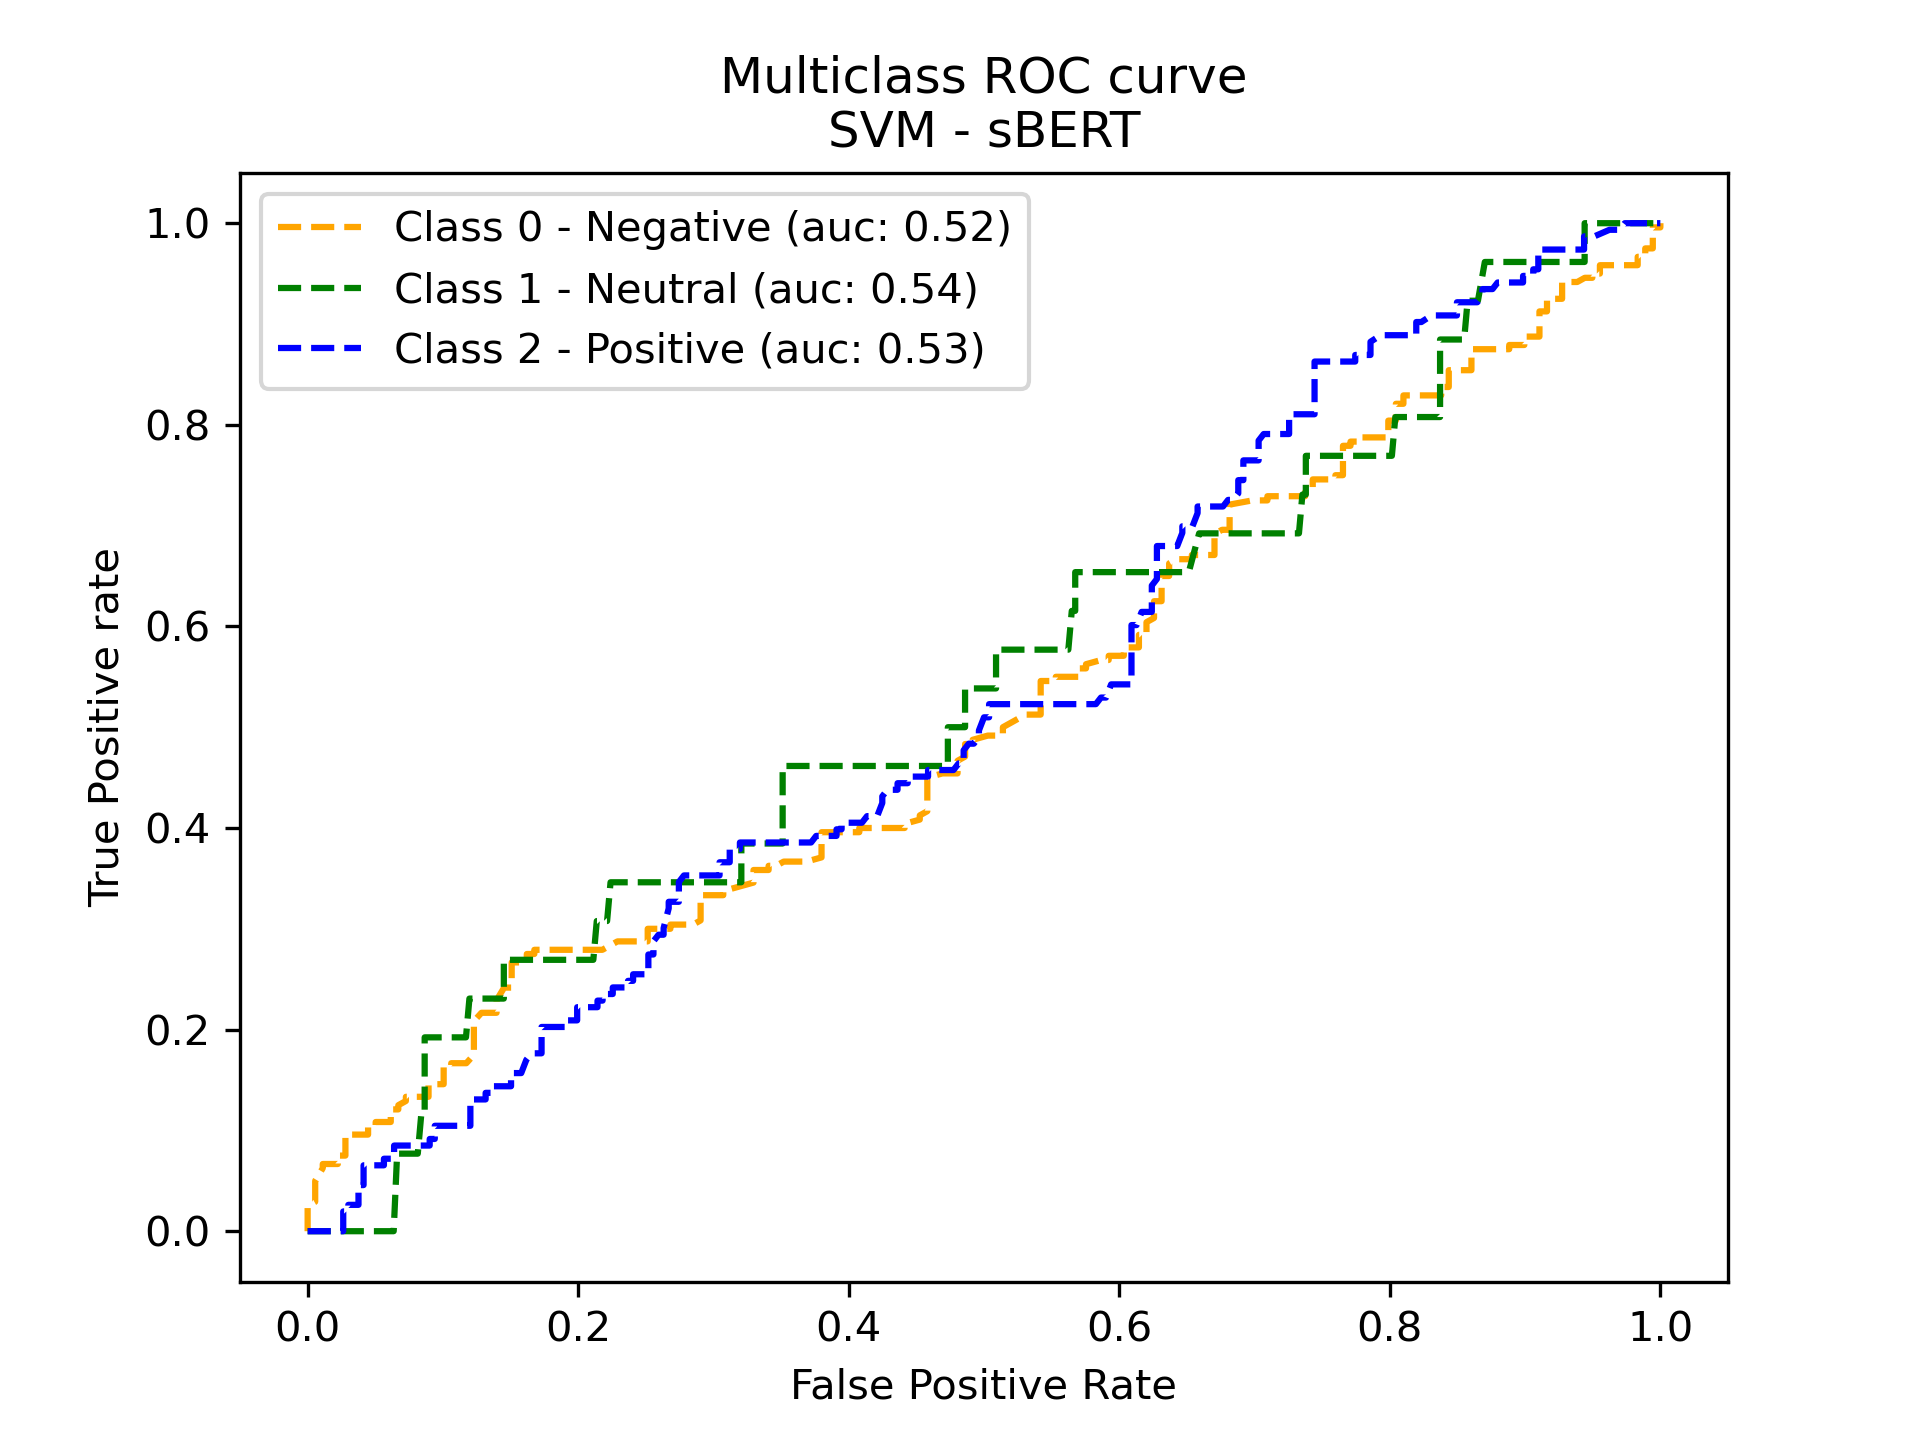 Multiclass ROC curve
SVM - sBERT
Class 0 - Negative (auc: 0.52)
Class 1 - Neutral (auc: 0.54)
Class 2 - Positive (auc: 0.53)
True Positive rate
1.0
0.8
0.6
0.4
0.2
0.0
0.0 0.2 0.4 0.6 0.8 1.0
False Positive Rate